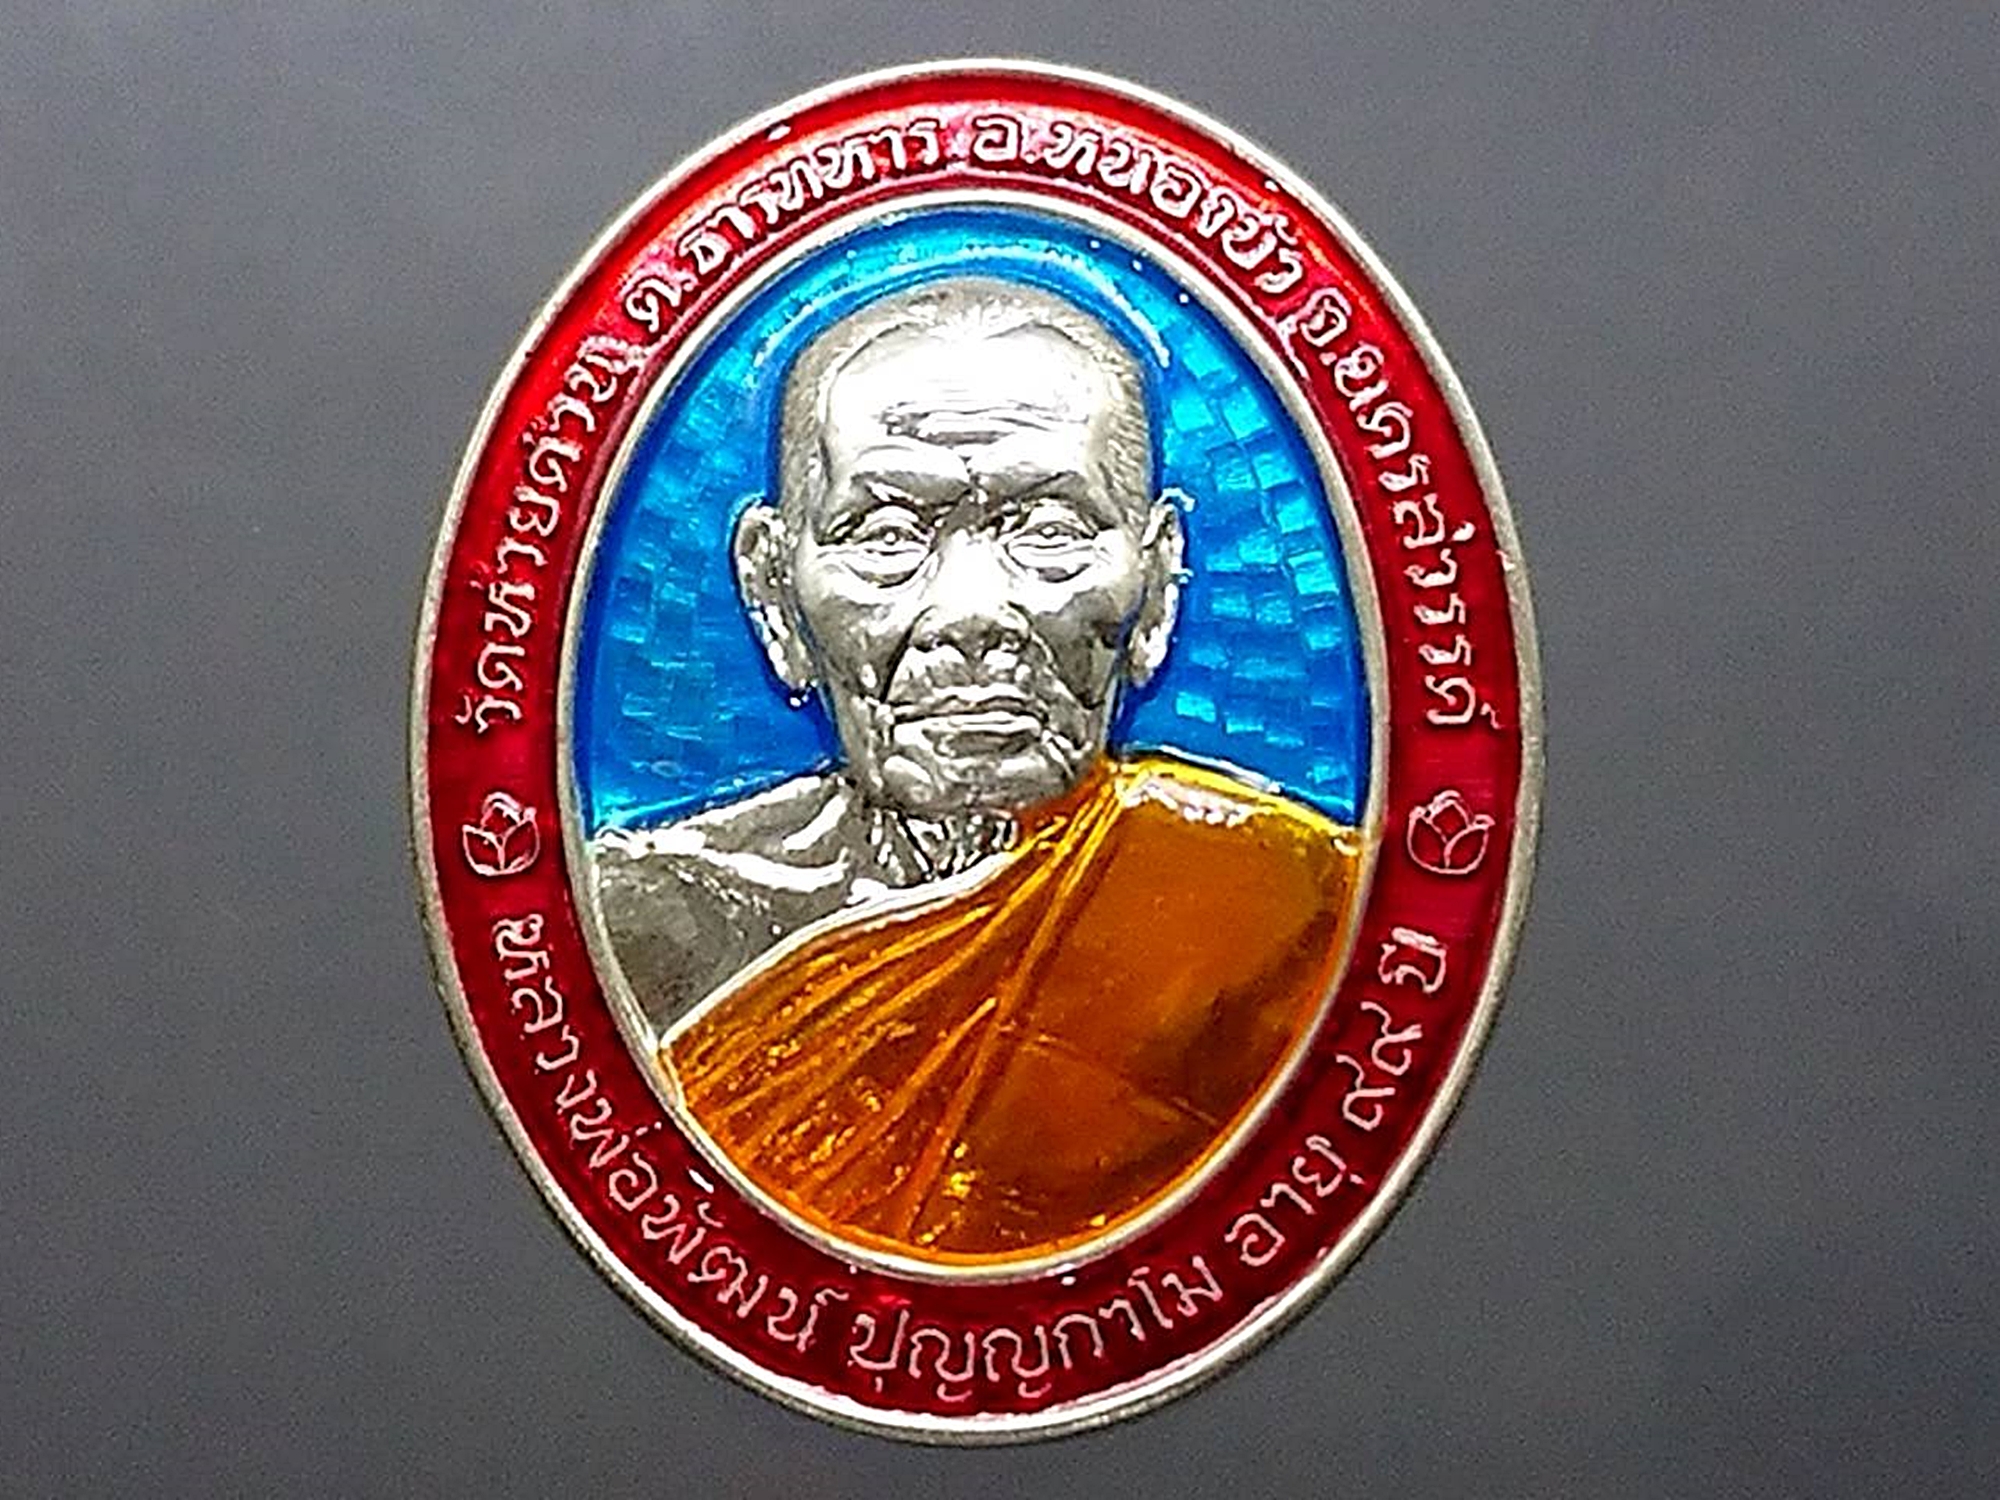 วัดห้วยด้วน ต.ธารทหาร อ.หนองบัว จ.นครสวรรค์
หลวงพ่อพัฒน์ ปุญญกาโม อายุ ๙๙ ปี